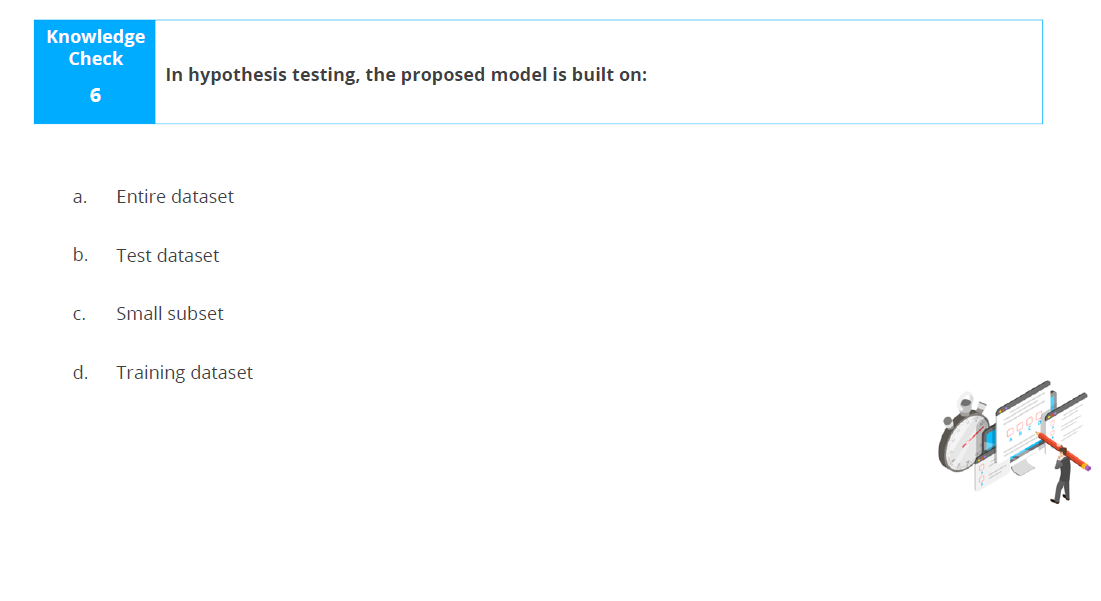 Knowledge
Check
6
In hypothesis testing, the proposed model is built on:
a. Entire dataset
b. Test dataset
c. Small subset
d. Training dataset